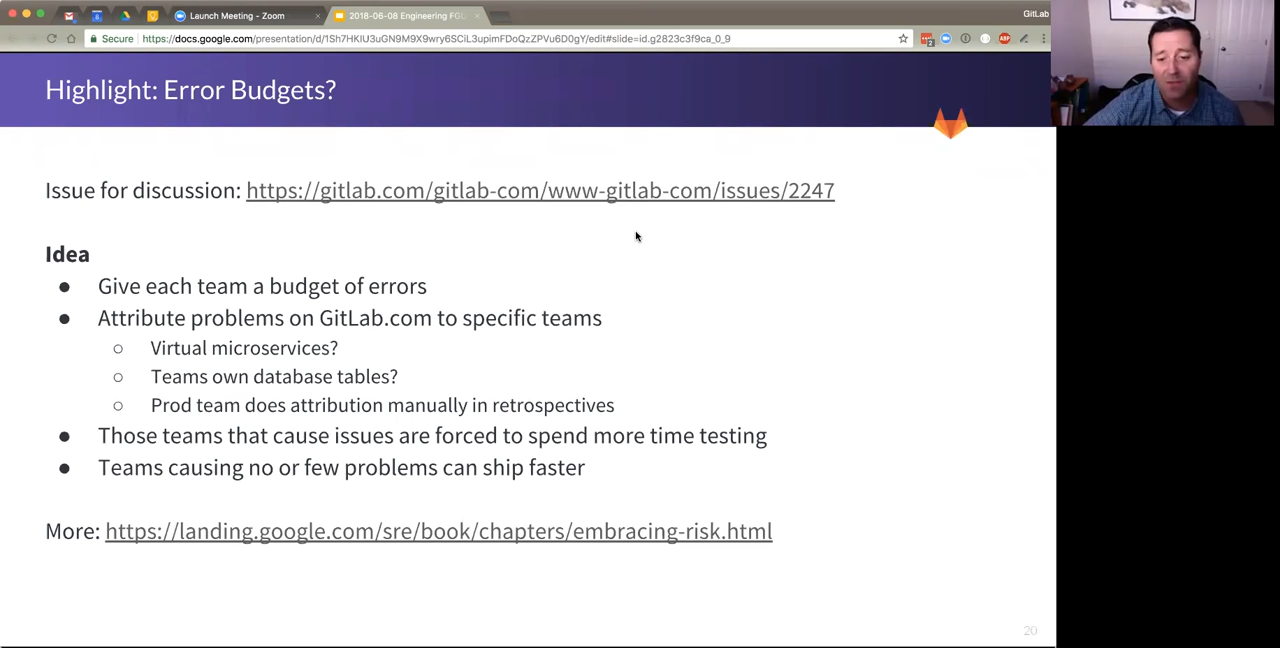 Launch Meeting - Zoom
2018-06-08 Engineering FG
GitLab
Secure
https://docs.google.com/presentation/d/1Sh7HKIU3uGN9M9X9wry6SCiL3upimFDoQzZPVu6D0gY/edit#slide=id.g2823c3f9ca_0_9
2
ABP
Highlight: Error Budgets?
Issue for discussion: https://gitlab.com/gitlab-com/www-gitlab-com/issues/2247
Idea
● Give each team a budget of errors
● Attribute problems on GitLab.com to specific teams
○ Virtual microservices?
○ Teams own database tables?
○ Prod team does attribution manually in retrospectives
● Those teams that cause issues are forced to spend more time testing
● Teams causing no or few problems can ship faster
More: https://landing.google.com/sre/book/chapters/embracing-risk.html
20